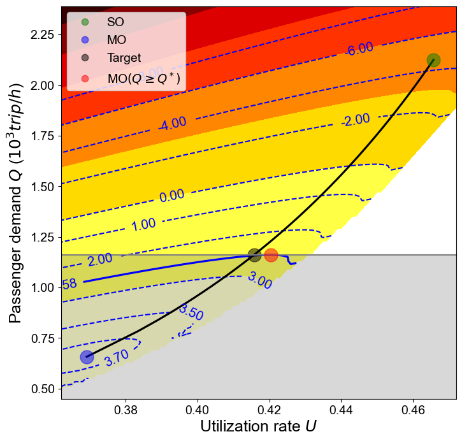 SO
MO
Target
MO(Q ≥ Q*)
-6.00
-4.00
-2.00
0.00
1.00
2.00
58
3.00
3.50
3.70
2.25
2.00
1.75
1.50
1.25
1.00
0.75
0.50
Passenger demand Q (10³trip/h)
0.38 0.40 0.42 0.44 0.46
Utilization rate U